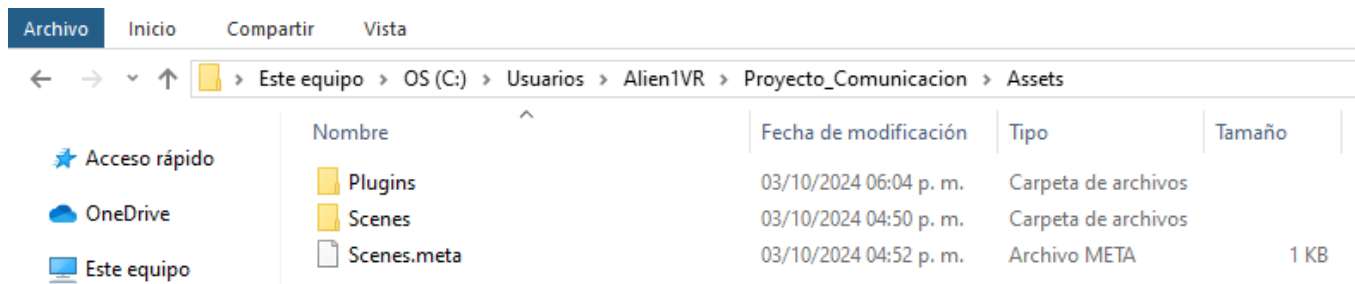 Archivo Inicio Compartir Vista
Este equipo > OS (C:) > Usuarios > Alien1VR > Proyecto_Comunicacion > Assets
Nombre Fecha de modificación Tipo Tamaño
Acceso rápido
Plugins 03/10/2024 06:04 p. m. Carpeta de archivos
OneDrive
Scenes 03/10/2024 04:50 p. m. Carpeta de archivos
Este equipo
Scenes.meta 03/10/2024 04:52 p. m. Archivo META 1 KB